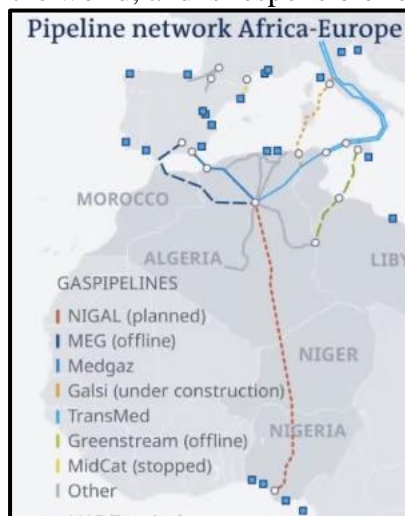 Pipeline network Africa-Europe
MOROCCO
ALGERIA
LIBY
GASPIPELINES
NIGAL (planned)
MEG (offline)
NIGER
Medgaz
Galsi (under construction)
TransMed
NIGERIA
Greenstream (offline)
MidCat (stopped)
Other